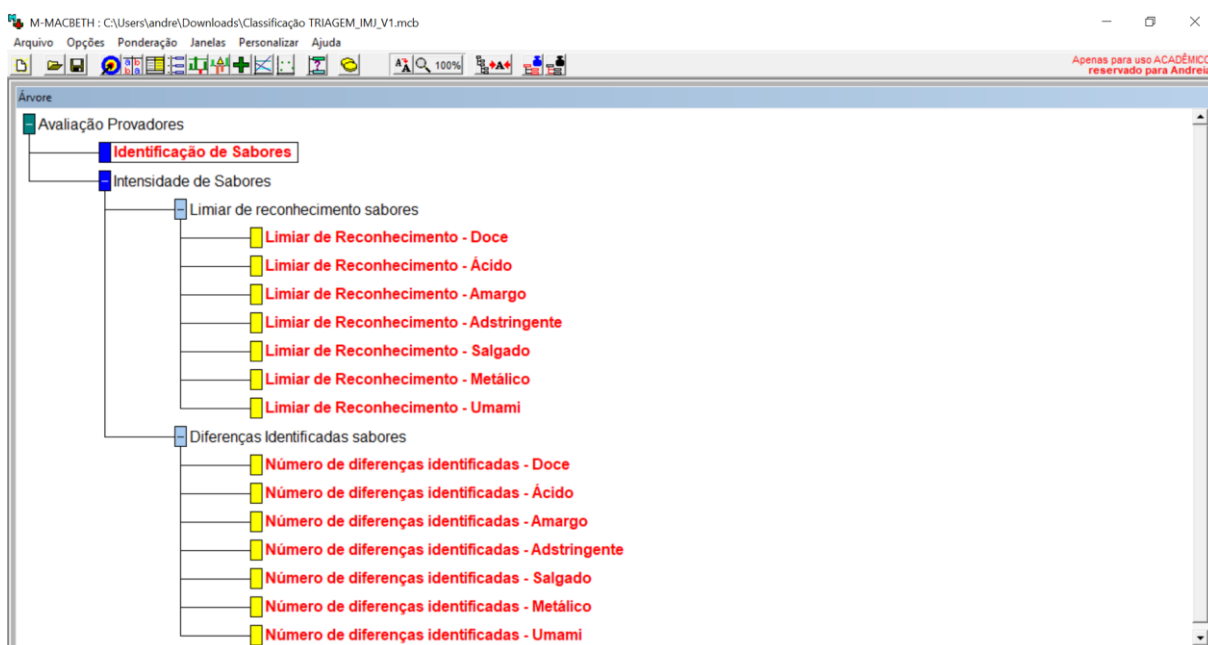 M-MACBETH : C:\Users\andre\Downloads\Classificação TRIAGEM_IMJ_V1.mcb
Arquivo Opções Ponderação Janelas Personalizar Ajuda
100%
Apenas para uso ACADÊMICO
reservado para Andreia
Árvore
Avaliação Provadores
Identificação de Sabores
Intensidade de Sabores
Limiar de reconhecimento sabores
Limiar de Reconhecimento - Doce
Limiar de Reconhecimento - Ácido
Limiar de Reconhecimento - Amargo
Limiar de Reconhecimento - Adstringente
Limiar de Reconhecimento - Salgado
Limiar de Reconhecimento - Metálico
Limiar de Reconhecimento - Umami
Diferenças Identificadas sabores
Número de diferenças identificadas - Doce
Número de diferenças identificadas - Ácido
Número de diferenças identificadas - Amargo
Número de diferenças identificadas - Adstringente
Número de diferenças identificadas - Salgado
Número de diferenças identificadas - Metálico
Número de diferenças identificadas - Umami